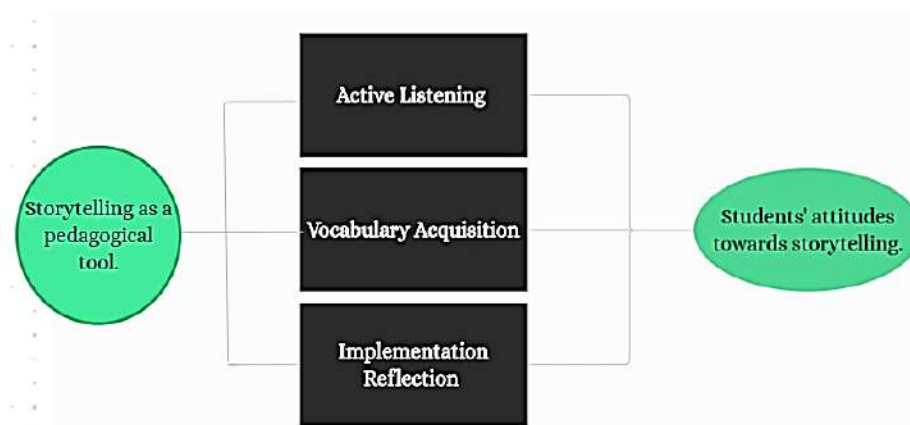 Active Listening
Storytelling as a
pedagogical
tool.
Vocabulary Acquisition
Students' attitudes
towards storytelling.
Implementation
Reflection